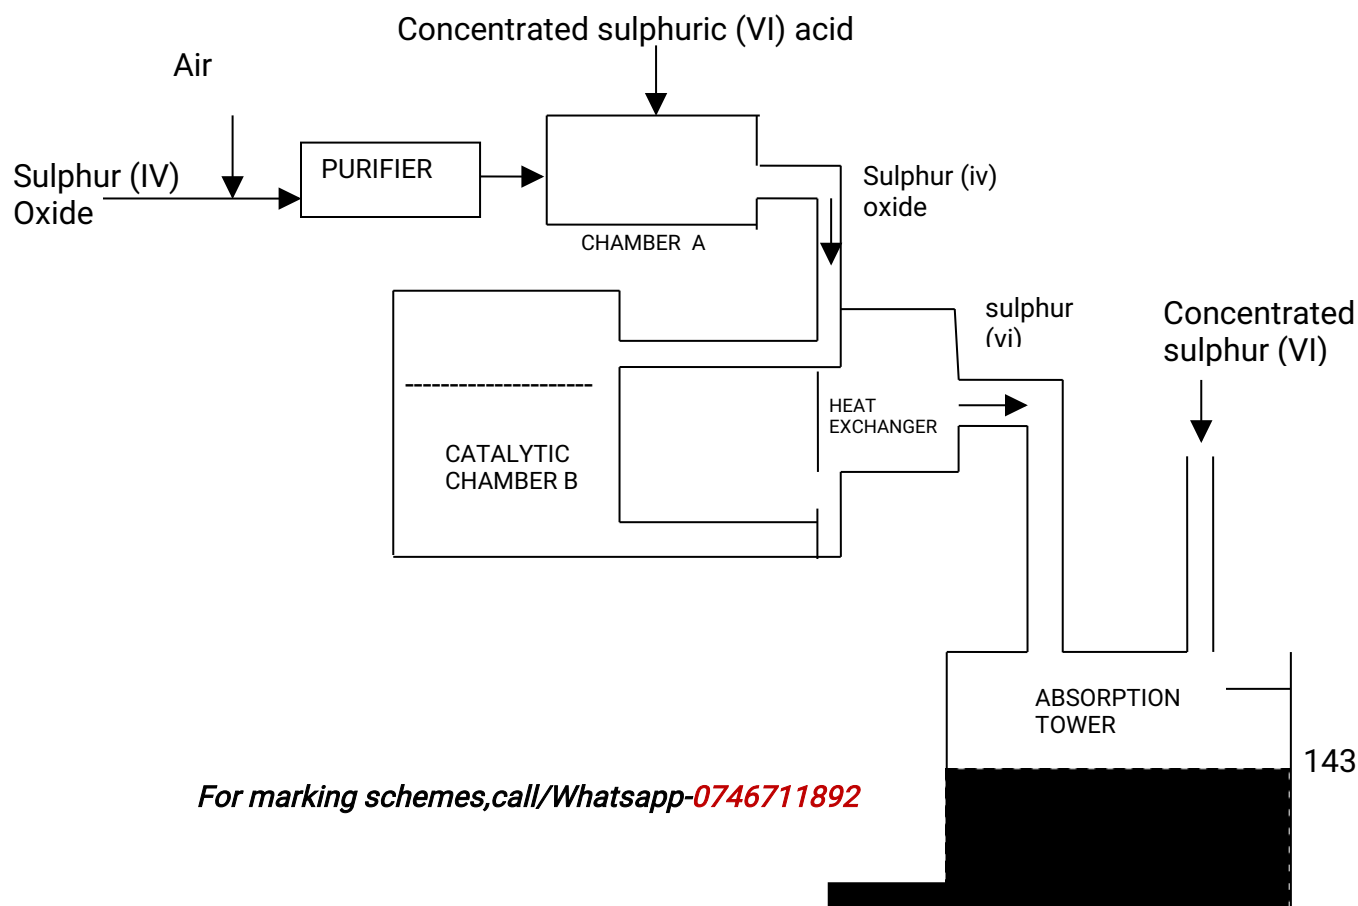 Concentrated sulphuric (VI) acid
Air
Sulphur (IV)
Oxide
PURIFIER
Sulphur (iv)
oxide
CHAMBER A
sulphur
(vi)
Concentrated
sulphur (VI)
HEAT
EXCHANGER
CATALYTIC
CHAMBER B
ABSORPTION
TOWER
143
For marking schemes,call/Whatsapp-0746711892